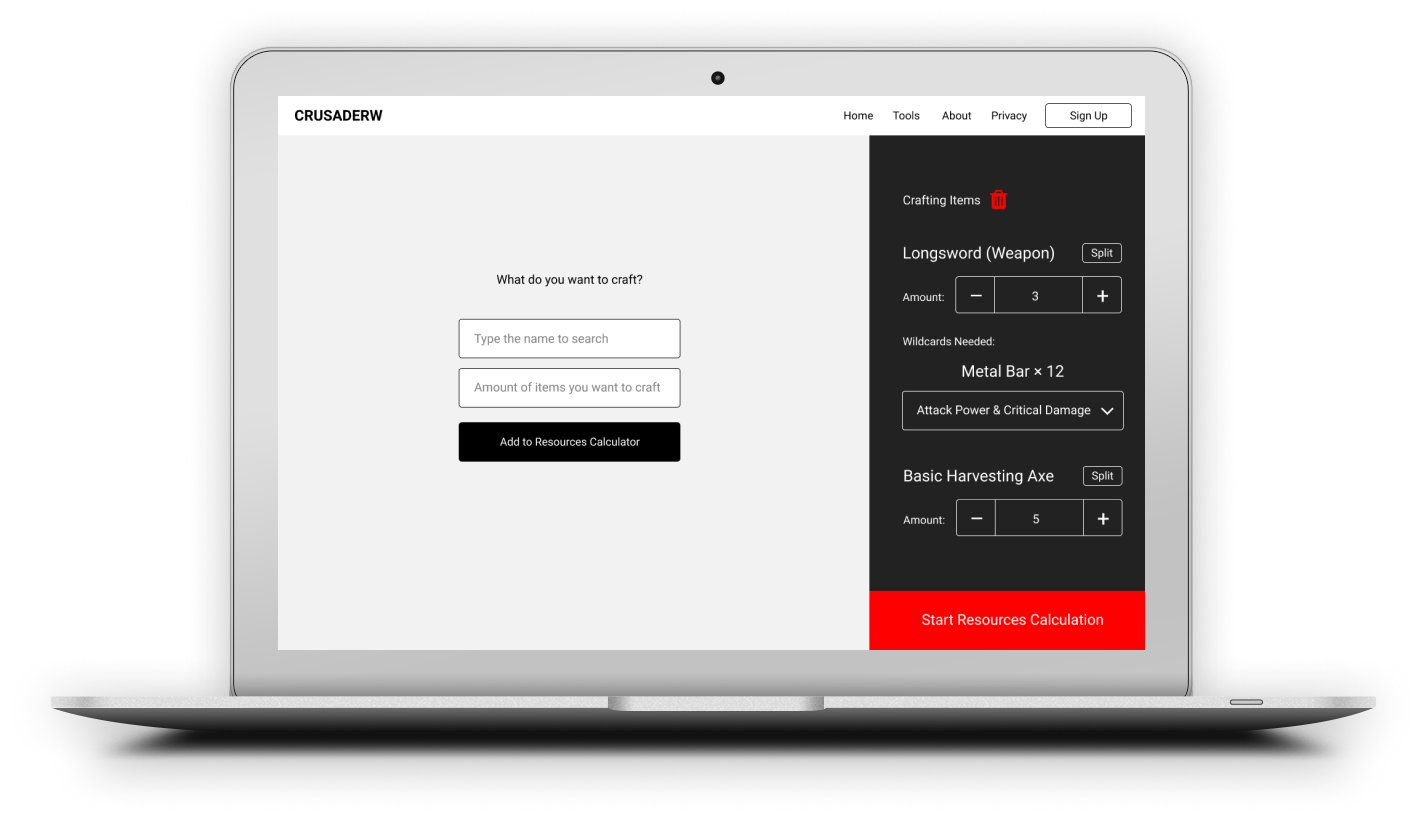 CRUSADERW
Home Tools About Privacy Sign Up
What do you want to craft?
Type the name to search
Amount of items you want to craft
Add to Resources Calculator
Crafting Items
Longsword (Weapon) Split
Amount: − 3 +
Wildcards Needed:
Metal Bar × 12
Attack Power & Critical Damage
Basic Harvesting Axe Split
Amount: − 5 +
Start Resources Calculation